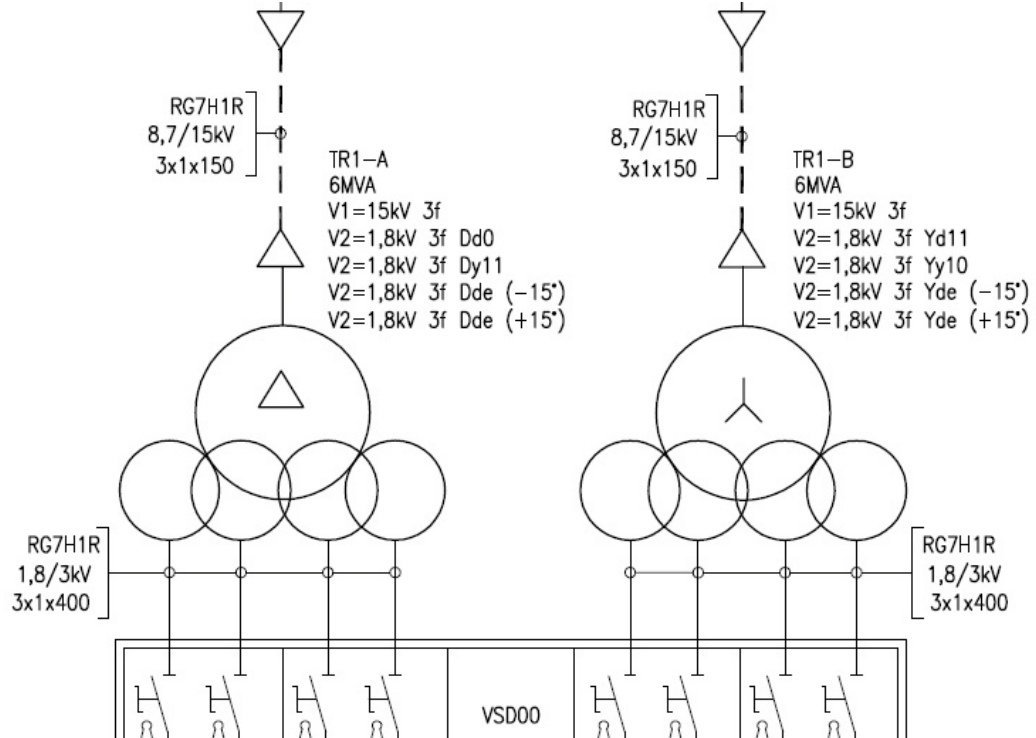 RG7H1R
8,7/15kV
3x1x150
TR1-A
6MVA
V1=15kV 3f
V2=1,8kV 3f Dd0
V2=1,8kV 3f Dy11
V2=1,8kV 3f Dde (-15°)
V2=1,8kV 3f Dde (+15°)
RG7H1R
8,7/15kV
3x1x150
TR1-B
6MVA
V1=15kV 3f
V2=1,8kV 3f Yd11
V2=1,8kV 3f Yy10
V2=1,8kV 3f Yde (-15°)
V2=1,8kV 3f Yde (+15°)
RG7H1R
1,8/3kV
3x1x400
RG7H1R
1,8/3kV
3x1x400
VSD00